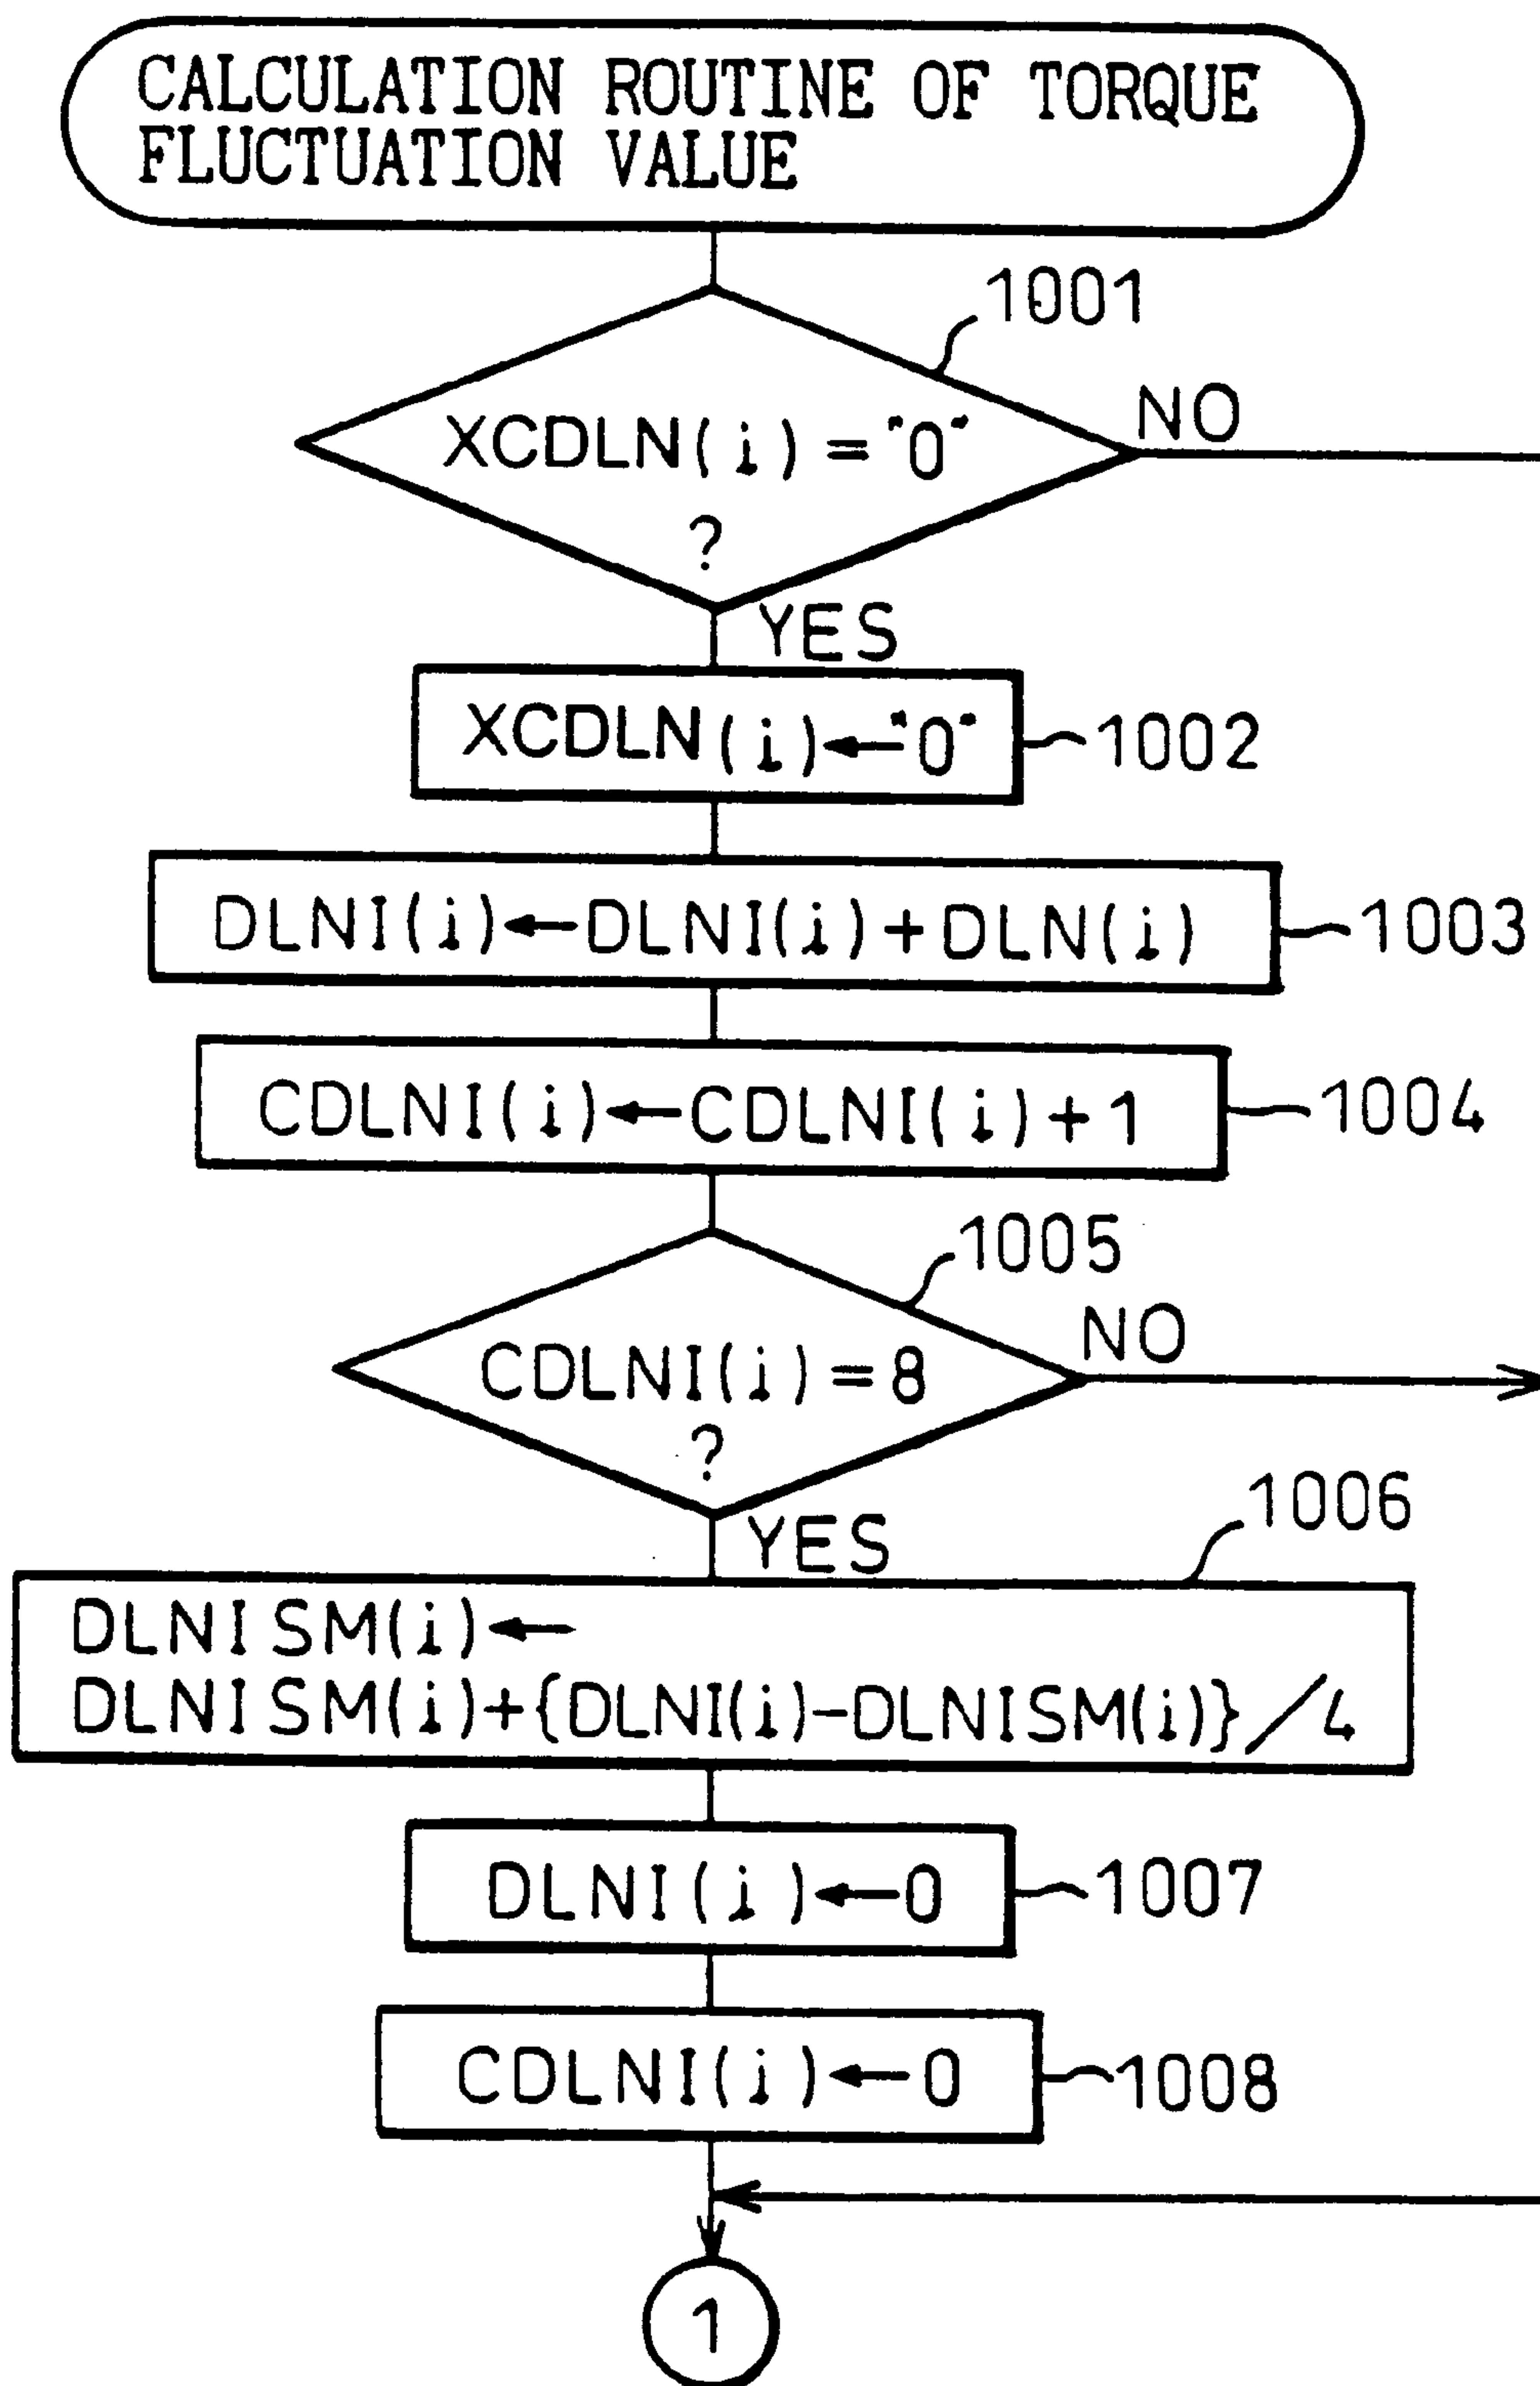 CALCULATION ROUTINE OF TORQUE
FLUCTUATION VALUE
1001
XCDLN(i)="0"
?
NO
YES
XCDLN(i)←"0"
1002
DLNI(i)←DLNI(i)+DLN(i)
1003
CDLNI(i)←CDLNI(i)+1
1004
1005
CDLNI(i)=8
?
NO
YES
1006
DLNISM(i)←
DLNISM(i)+{DLNI(i)-DLNISM(i)}/4
DLNI(i)←0
1007
CDLNI(i)←0
1008
1